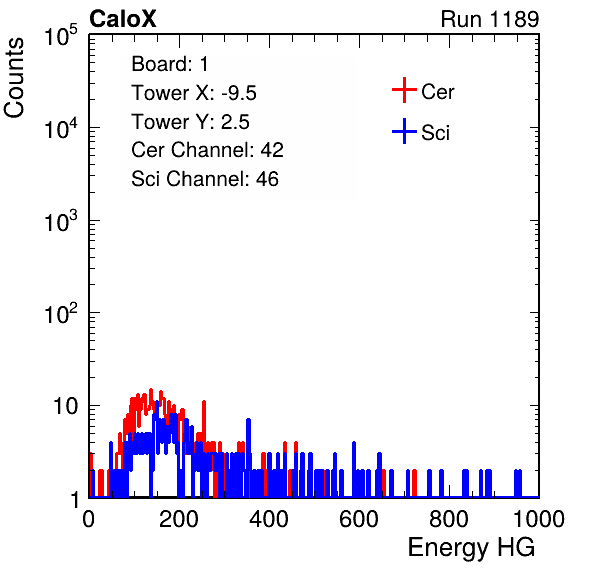 CaloX Run 1189
Board: 1
Tower X: -9.5
Tower Y: 2.5
Cer Channel: 42
Sci Channel: 46
Cer
Sci
Counts
10^5
10^4
10^3
10^2
10
1
0 200 400 600 800 1000
Energy HG